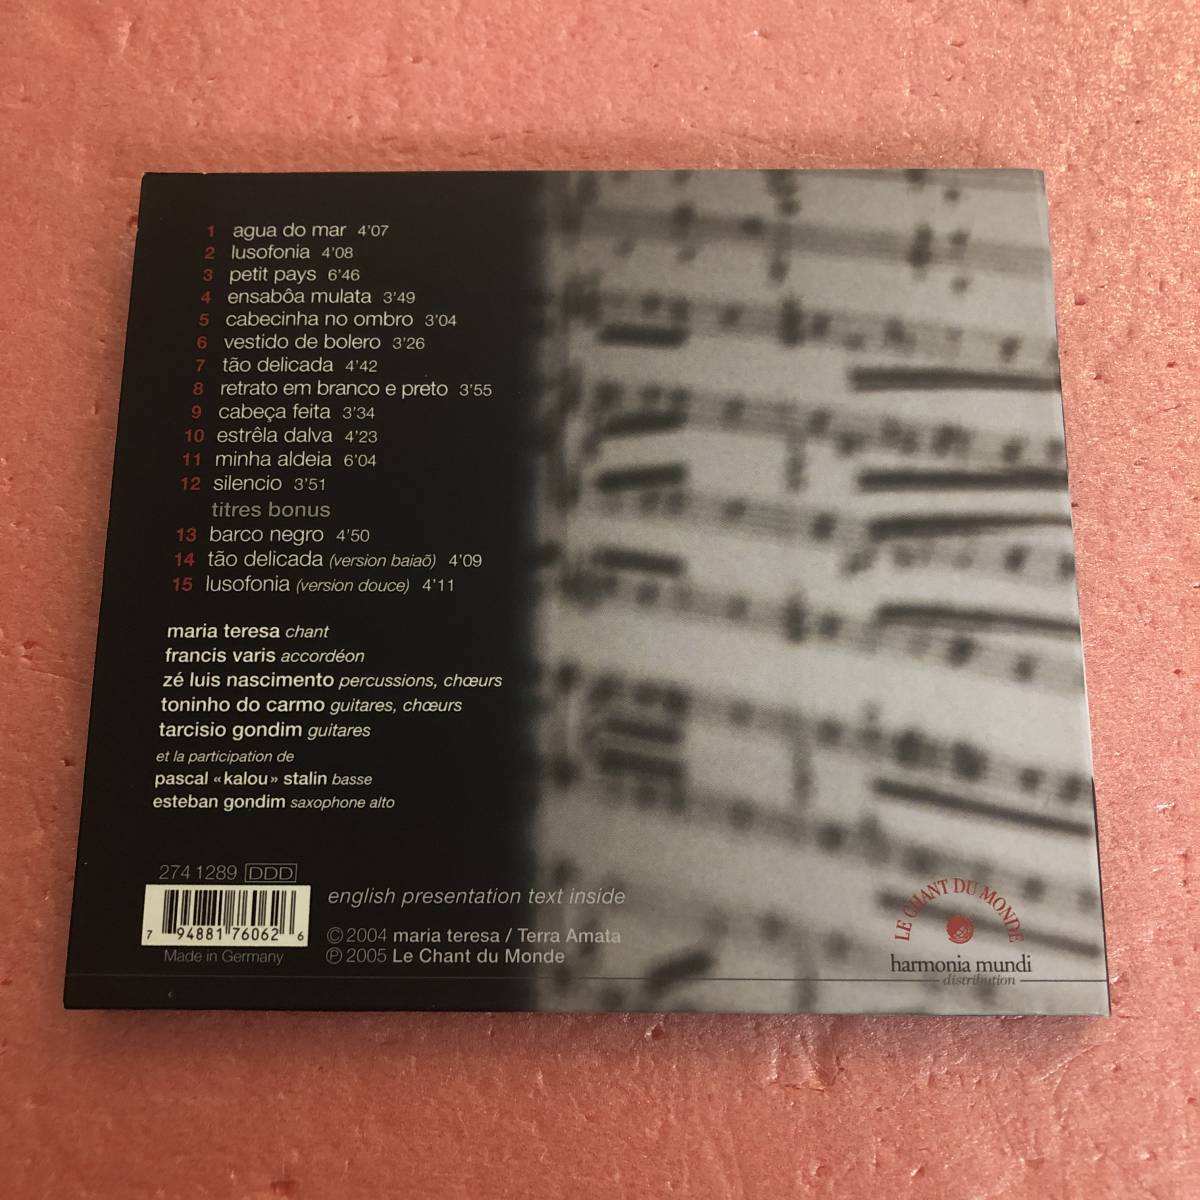 1 agua do mar 4'07
2 lusofonia 4'08
3 petit pays 6'46
4 ensabôa mulata 3'49
5 cabecinha no ombro 3'04
6 vestido de bolero 3'26
7 tão delicada 4'42
8 retrato em branco e preto 3'55
9 cabeça feita 3'34
10 estrêla dalva 4'23
11 minha aldeia 6'04
12 silencio 3'51
titres bonus
13 barco negro 4'50
14 tão delicada (version baiaõ) 4'09
15 lusofonia (version douce) 4'11
maria teresa chant
francis varis accordéon
zé luis nascimento percussions, chœurs
toninho do carmo guitares, chœurs
tarcisio gondim guitares
et la participation de
pascal «kalou» stalin basse
esteban gondim saxophone alto
274 1289 DDD
7 94881 76062 6
Made in Germany
english presentation text inside
©2004 maria teresa / Terra Amata
℗2005 Le Chant du Monde
LE CHANT DU MONDE
harmonia mundi
distribution